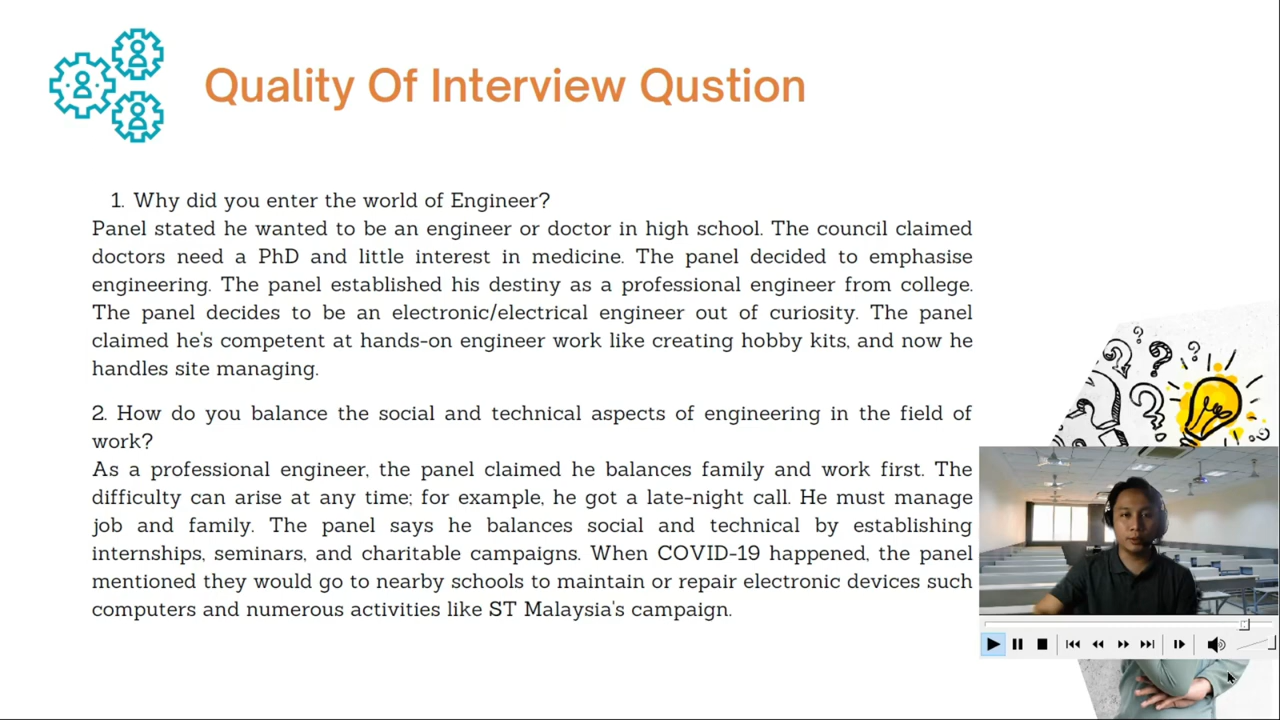 Quality Of Interview Qustion
1. Why did you enter the world of Engineer?
Panel stated he wanted to be an engineer or doctor in high school. The council claimed
doctors need a PhD and little interest in medicine. The panel decided to emphasise
engineering. The panel established his destiny as a professional engineer from college.
The panel decides to be an electronic/electrical engineer out of curiosity. The panel
claimed he's competent at hands-on engineer work like creating hobby kits, and now he
handles site managing.
2. How do you balance the social and technical aspects of engineering in the field of
work?
As a professional engineer, the panel claimed he balances family and work first. The
difficulty can arise at any time; for example, he got a late-night call. He must manage
job and family. The panel says he balances social and technical by establishing
internships, seminars, and charitable campaigns. When COVID-19 happened, the panel
mentioned they would go to nearby schools to maintain or repair electronic devices such
computers and numerous activities like ST Malaysia's campaign.